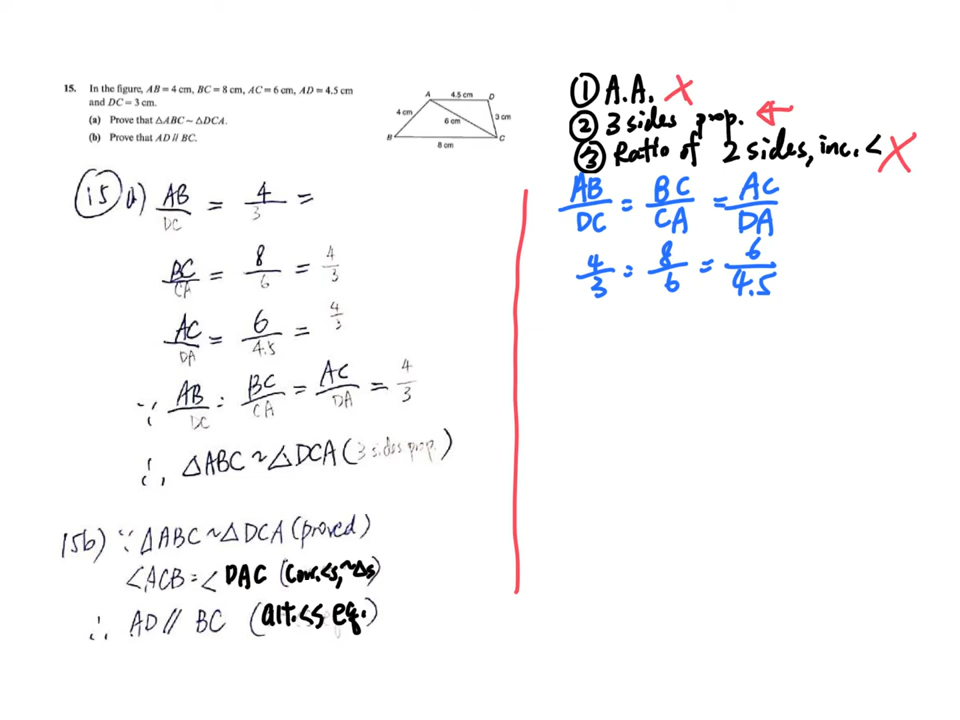 15. In the figure, AB = 4 cm, BC = 8 cm, AC = 6 cm, AD = 4.5 cm
and DC = 3 cm.
(a) Prove that △ABC ~ △DCA.
(b) Prove that AD // BC.
A 4.5 cm D
4 cm 6 cm 3 cm
B 8 cm C
① A.A. X
② 3 sides prop. ←
③ Ratio of 2 sides, inc. < X
AB/DC = BC/CA = AC/DA
4/3 = 8/6 = 6/4.5
15 a) AB/DC = 4/3 =
BC/CA = 8/6 = 4/3
AC/DA = 6/4.5 = 4/3
∵ AB/DC = BC/CA = AC/DA = 4/3
∴ △ABC ~ △DCA (3 sides prop.)
15b) ∵ △ABC ~ △DCA (proved)
∠ACB = ∠DAC (Corr. <s, ~△s)
∴ AD // BC (alt. <s eq.)